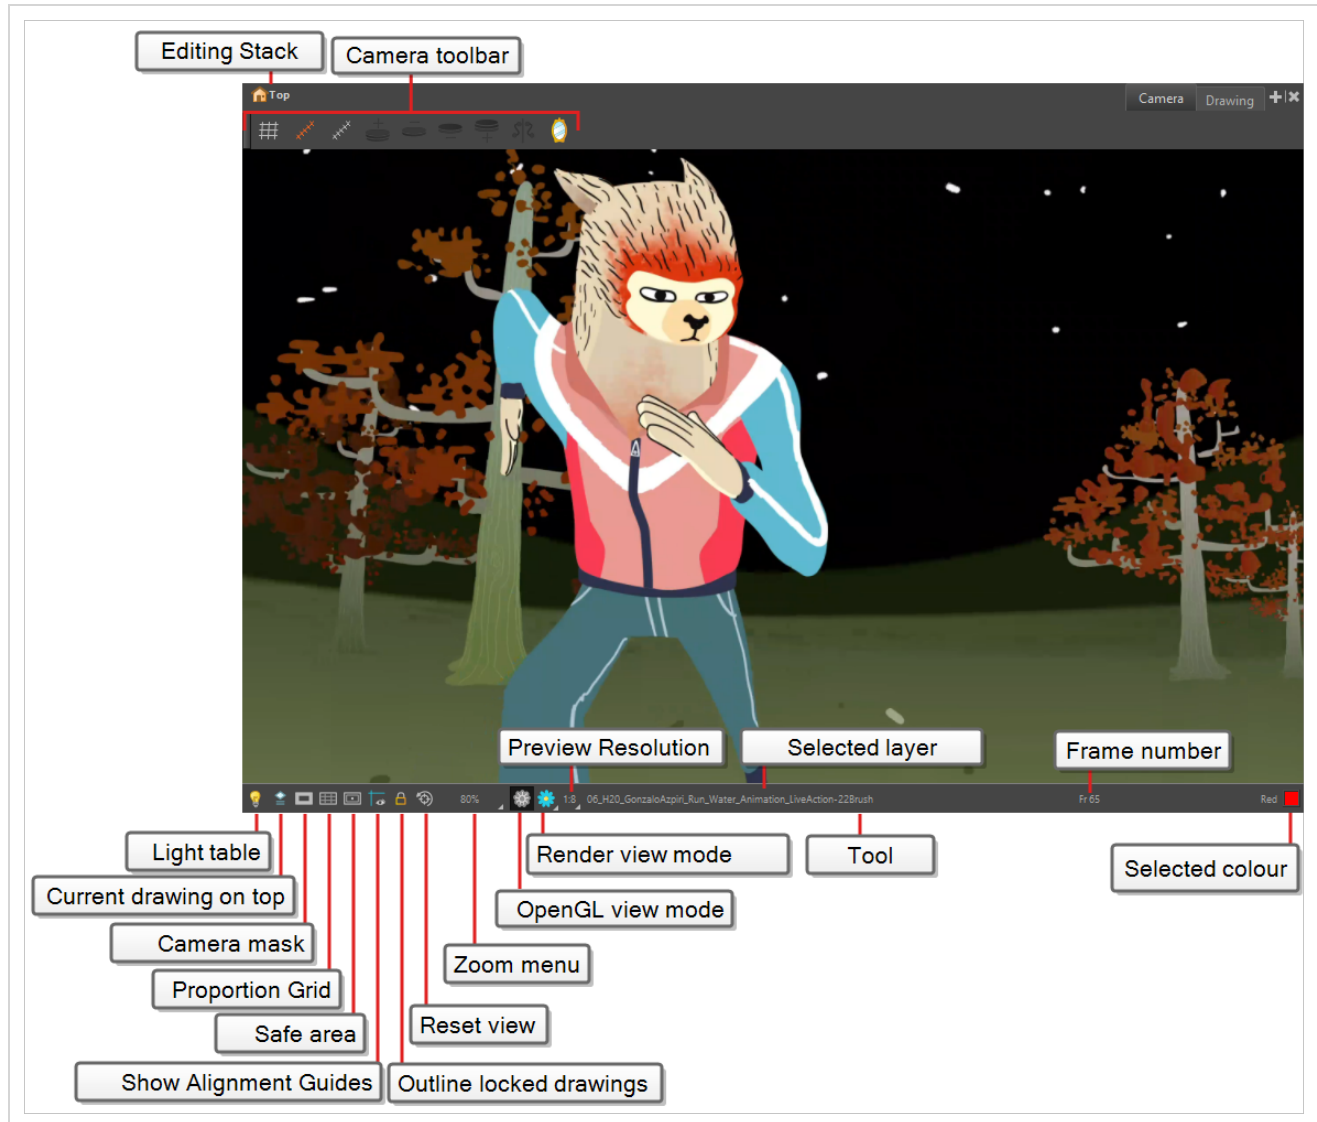 Editing Stack
Camera toolbar
Top
Camera
Drawing
Preview Resolution
Selected layer
Frame number
80%
1:8
06_H20_GonzaloAzpiri_Run_Water_Animation_LiveAction-22Brush
Fr 65
Red
Light table
Render view mode
Tool
Selected colour
Current drawing on top
OpenGL view mode
Camera mask
Zoom menu
Proportion Grid
Safe area
Reset view
Show Alignment Guides
Outline locked drawings